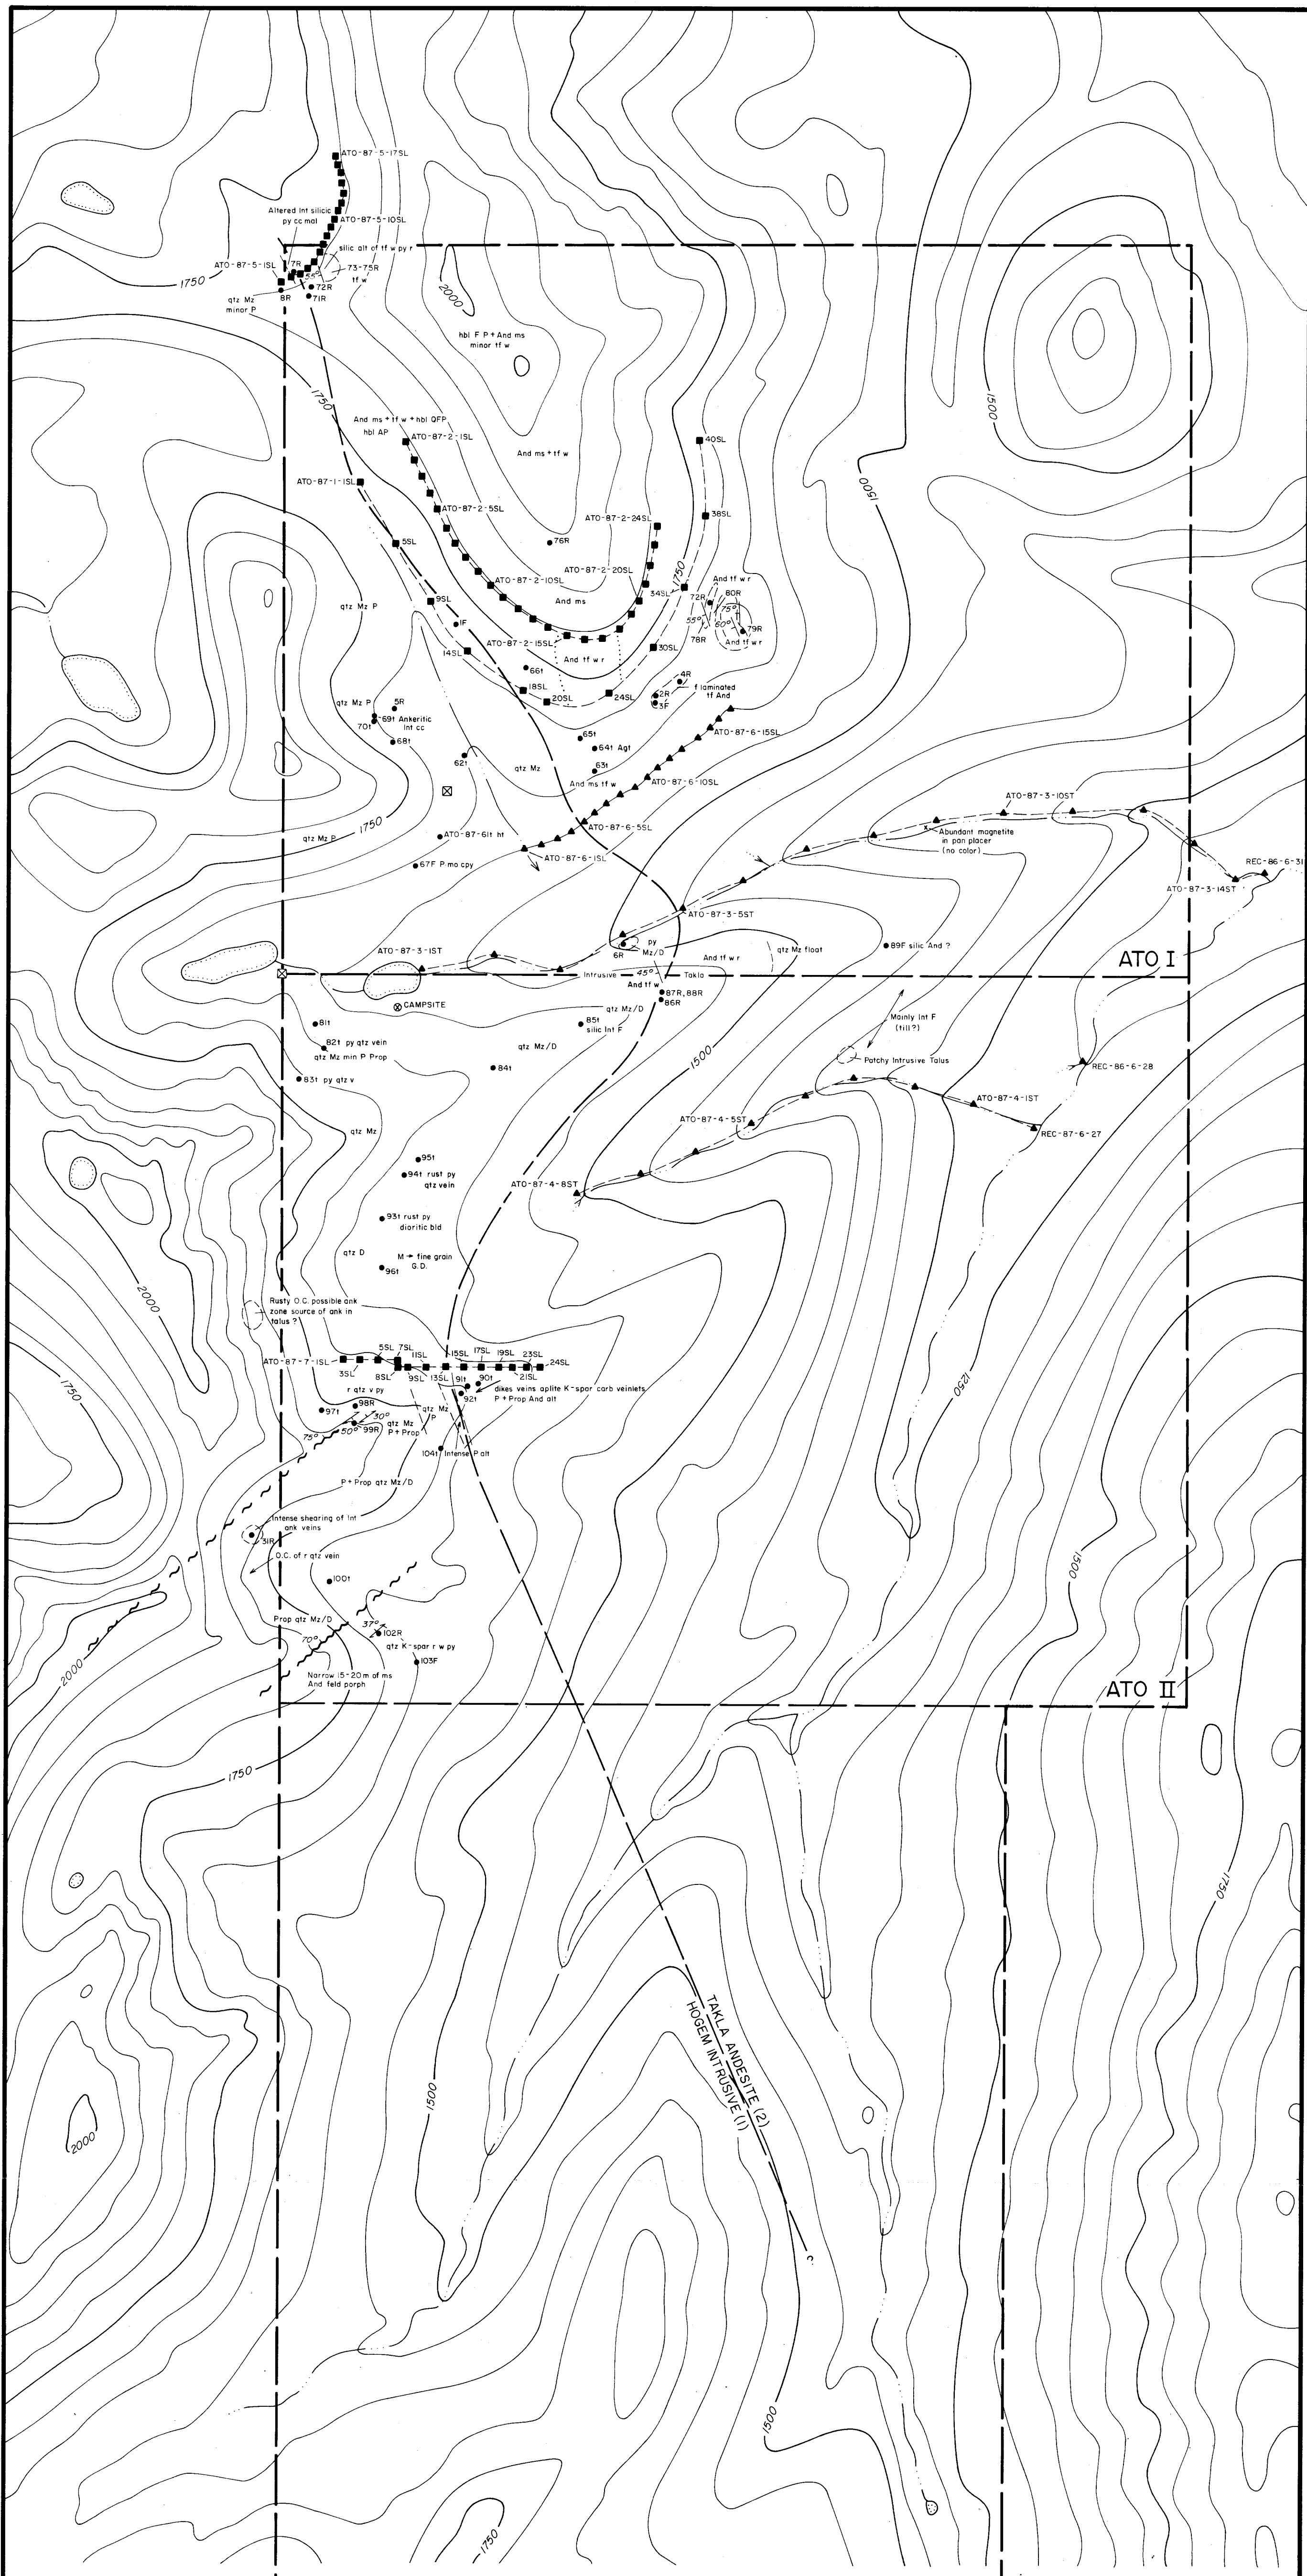 ATO-87-5-17SL
Altered Int silicic
py cc mal
ATO-87-5-10SL
silic alt of tf w py r
ATO-87-5-1SL
7R
55°
73-75R
tf w
1750
8R
72R
71R
qtz Mz
minor P
2000
hbl F P + And ms
minor tf w
1750
1500
And ms + tf w + hbl QFP
hbl AP
ATO-87-2-1SL
40SL
And ms + tf w
ATO-87-1-1SL
1500
ATO-87-2-5SL
ATO-87-2-24SL
38SL
5SL
76R
ATO-87-2-20SL
1750
ATO-87-2-10SL
And tf w r
34SL
72R
80R
And ms
9SL
75°
qtz Mz P
1F
55°
60°
79R
ATO-87-2-15SL
78R
And tf w r
14SL
30SL
And tf w r
66t
4R
18SL
f laminated
tf And
20SL
24SL
2R
3F
qtz Mz P
5R
69t Ankeritic
Int cc
70t
ATO-87-6-15SL
68t
65t
64t Agt
62t
qtz Mz
63t
And ms tf w
ATO-87-6-10SL
ATO-87-3-10ST
1750
ATO-87-6-5SL
qtz Mz P
ATO-87-61t ht
Abundant magnetite
in pan placer
(no color)
ATO-87-6-1SL
67F P mo cpy
REC-86-6-31
ATO-87-3-14ST
ATO-87-3-5ST
py
Mz/D
6R
qtz Mz float
89F silic And ?
ATO-87-3-1ST
And tf w r
ATO I
Intrusive
45°
Takla
And tf w
87R, 88R
86R
CAMPSITE
qtz Mz/D
81t
85t
silic Int F
Mainly Int F
(till?)
82t py qtz vein
qtz Mz min P Prop
qtz Mz/D
Patchy Intrusive Talus
84t
1500
REC-86-6-28
83t py qtz v
ATO-87-4-1ST
ATO-87-4-5ST
qtz Mz
REC-87-6-27
95t
94t rust py
qtz vein
ATO-87-4-8ST
93t rust py
dioritic bld
qtz D
M → fine grain
G.D.
96t
2000
Rusty O.C. possible ank
zone source of ank in
talus ?
5SL
7SL
11SL
15SL
17SL
19SL
23SL
ATO-87-7-1SL
24SL
3SL
8SL
9SL
13SL
21SL
91t
90t
1750
1250
r qtz v py
dikes veins aplite K-spar carb veinlets
P + Prop And alt
92t
98R
97t
30°
qtz Mz
P
qtz Mz
P + Prop
75°
50°
99R
104t Intense P alt
P + Prop qtz Mz/D
Intense shearing of Int
ank veins
31R
O.C. of r qtz vein
1500
100t
Prop qtz Mz/D
37°
102R
70°
qtz K-spar r w py
103F
2000
Narrow 15-20m of ms
And feld porph
ATO II
1750
1750
TAKLA ANDESITE (2)
HOGEM INTRUSIVE (1)
1500
2000
?
1500
1750